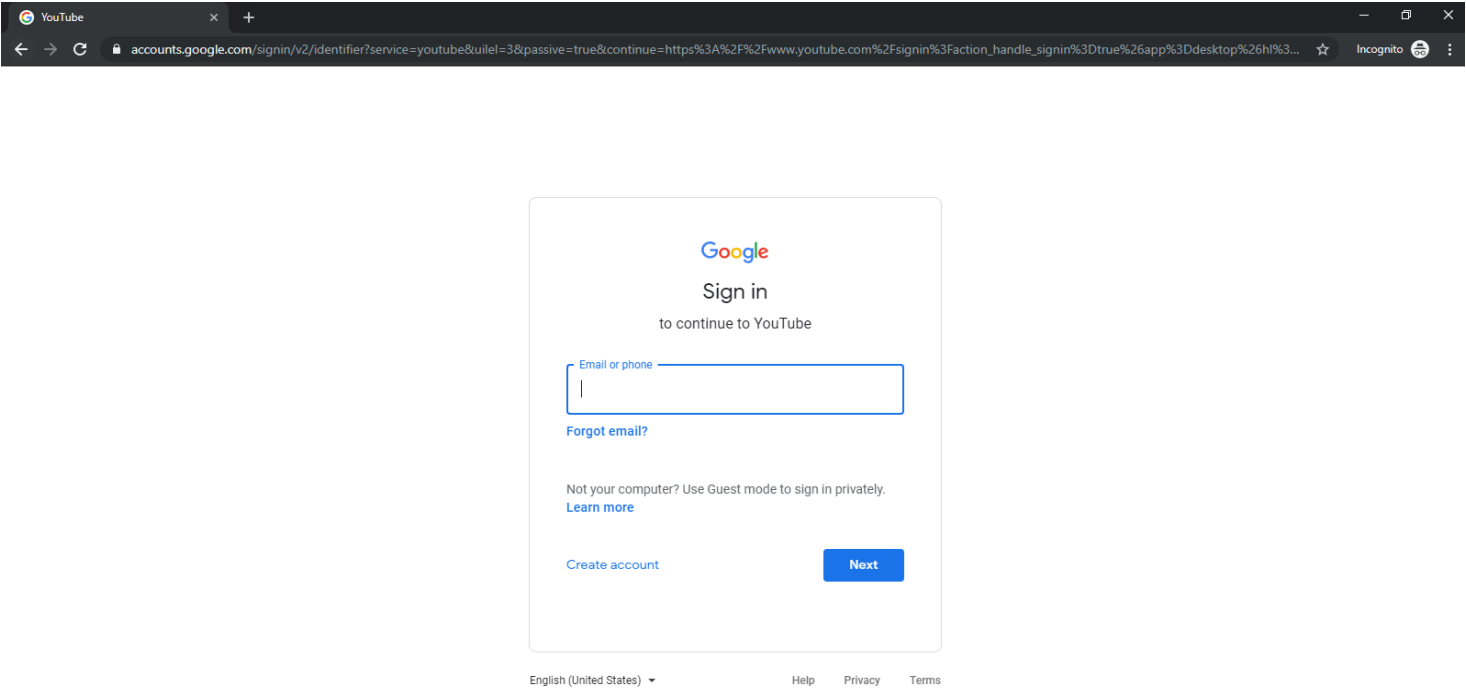 YouTube
accounts.google.com/signin/v2/identifier?service=youtube&uilel=3&passive=true&continue=https%3A%2F%2Fwww.youtube.com%2Fsignin%3Faction_handle_signin%3Dtrue%26app%3Ddesktop%26hl%3... Incognito
Google
Sign in
to continue to YouTube
Email or phone
Forgot email?
Not your computer? Use Guest mode to sign in privately.
Learn more
Create account Next
English (United States) Help Privacy Terms